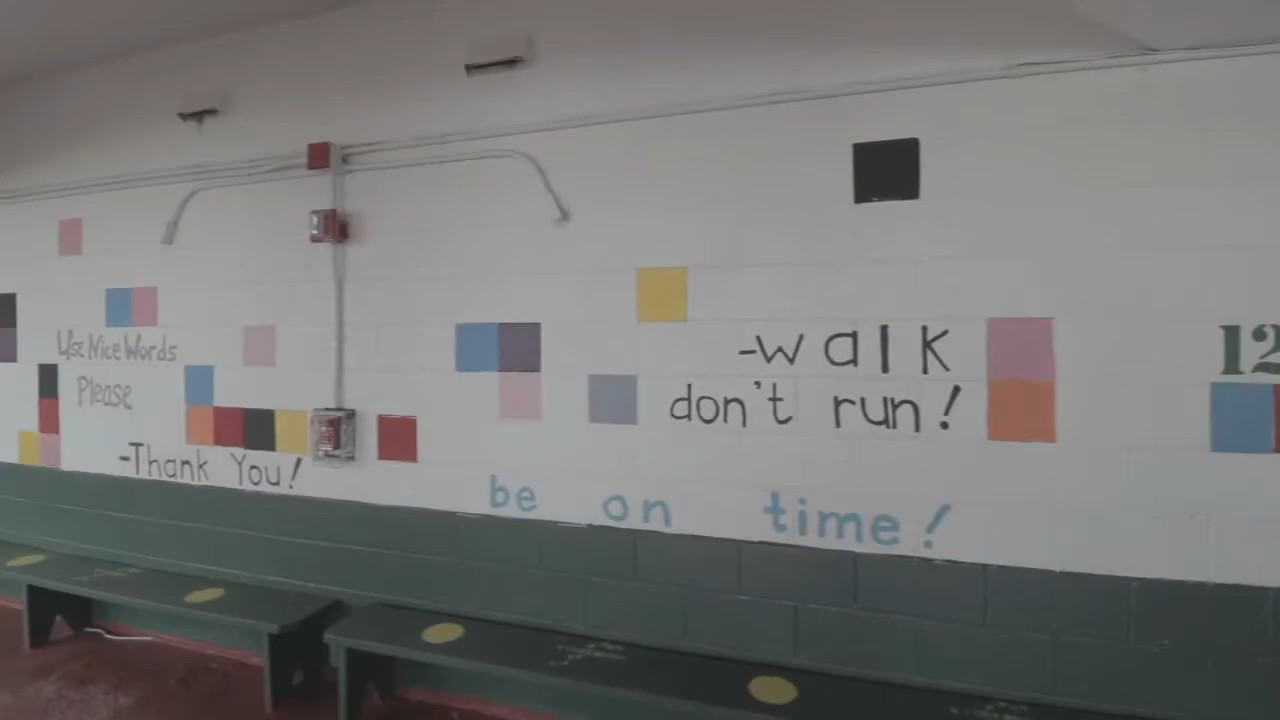 Use Nice Words
Please
-Thank You!
-walk
don't run!
be on time!
12